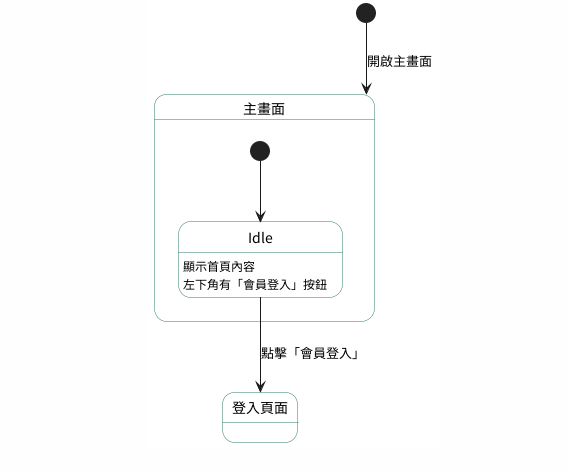 開啟主畫面
主畫面
Idle
顯示首頁內容
左下角有「會員登入」按鈕
點擊「會員登入」
登入頁面